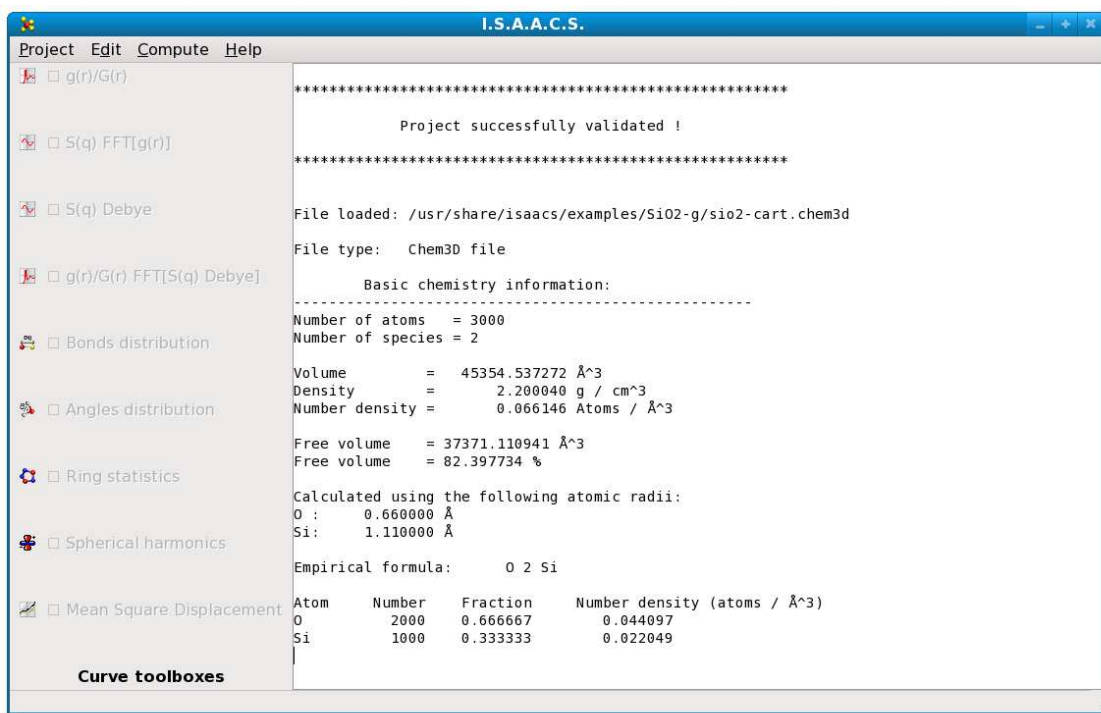 I.S.A.A.C.S.
Project Edit Compute Help
g(r)/G(r)
S(q) FFT[g(r)]
S(q) Debye
g(r)/G(r) FFT[S(q) Debye]
Bonds distribution
Angles distribution
Ring statistics
Spherical harmonics
Mean Square Displacement
Curve toolboxes
********************************************************
Project successfully validated !
********************************************************
File loaded: /usr/share/isaacs/examples/SiO2-g/sio2-cart.chem3d
File type: Chem3D file
Basic chemistry information:
----------------------------------------------------
Number of atoms = 3000
Number of species = 2
Volume = 45354.537272 Å^3
Density = 2.200040 g / cm^3
Number density = 0.066146 Atoms / Å^3
Free volume = 37371.110941 Å^3
Free volume = 82.397734 %
Calculated using the following atomic radii:
O : 0.660000 Å
Si: 1.110000 Å
Empirical formula: O 2 Si
Atom Number Fraction Number density (atoms / Å^3)
O 2000 0.666667 0.044097
Si 1000 0.333333 0.022049